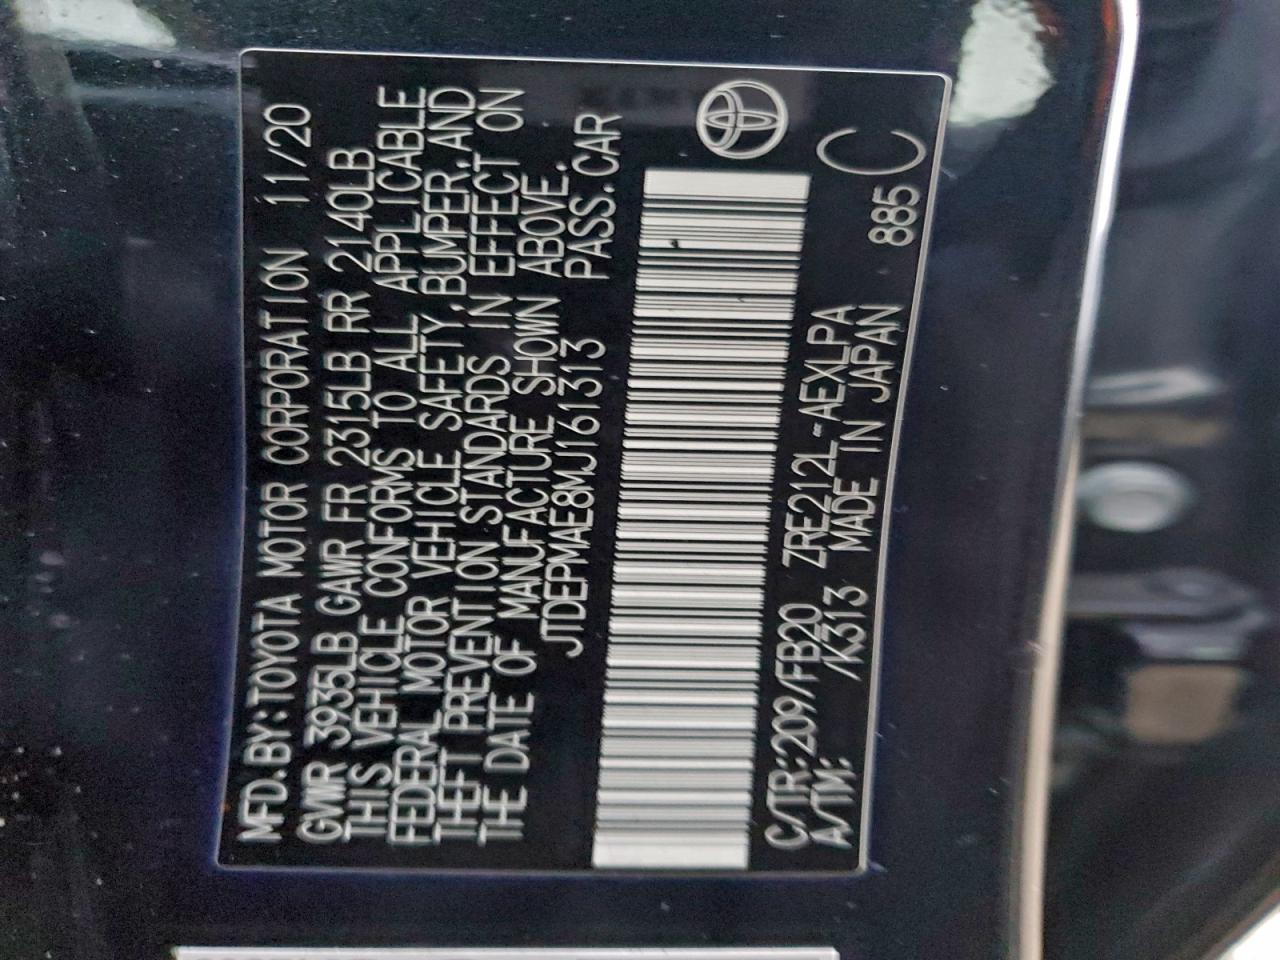 MFD.BY:TOYOTA MOTOR CORPORATION 11/20
GVWR 3935LB GAWR FR 2315LB RR 2140LB
THIS VEHICLE CONFORMS TO ALL APPLICABLE
FEDERAL MOTOR VEHICLE SAFETY, BUMPER, AND
THEFT PREVENTION STANDARDS IN EFFECT ON
THE DATE OF MANUFACTURE SHOWN ABOVE.
JTDEPMAE8MJ161313 PASS.CAR
C/TR:209/FB20 ZRE212L-AEXLPA
A/TM: /K313 MADE IN JAPAN 885
C